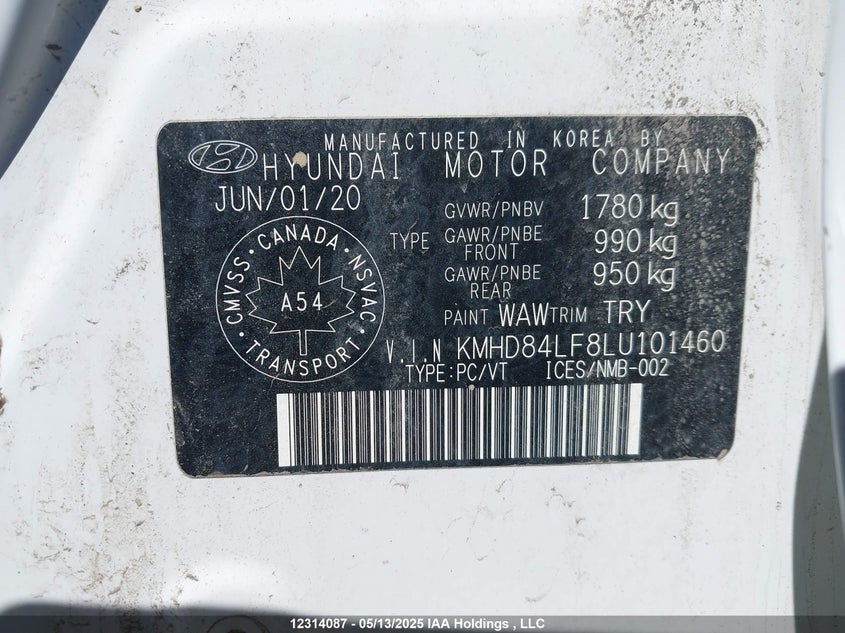 MANUFACTURED IN KOREA BY
HYUNDAI MOTOR COMPANY
JUN/01/20
GVWR/PNBV 1780 kg
TYPE GAWR/PNBE FRONT 990 kg
GAWR/PNBE REAR 950 kg
PAINT WAW TRIM TRY
CMVSS · CANADA · NSVAC
A54
· TRANSPORT ·
V.I.N KMHD84LF8LU101460
TYPE:PC/VT ICES/NMB-002
12314087 - 05/13/2025 IAA Holdings , LLC